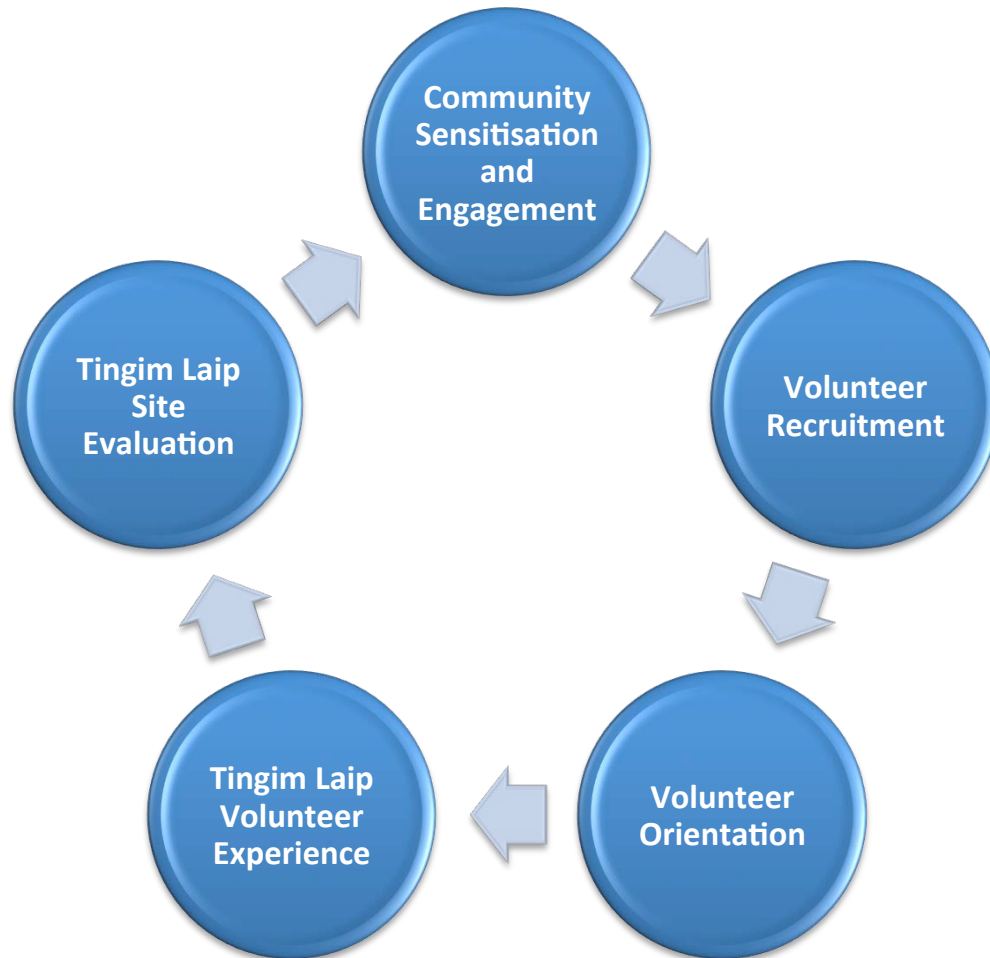 Community
Sensitisation
and
Engagement
Volunteer
Recruitment
Volunteer
Orientation
Tingim Laip
Volunteer
Experience
Tingim Laip
Site
Evaluation